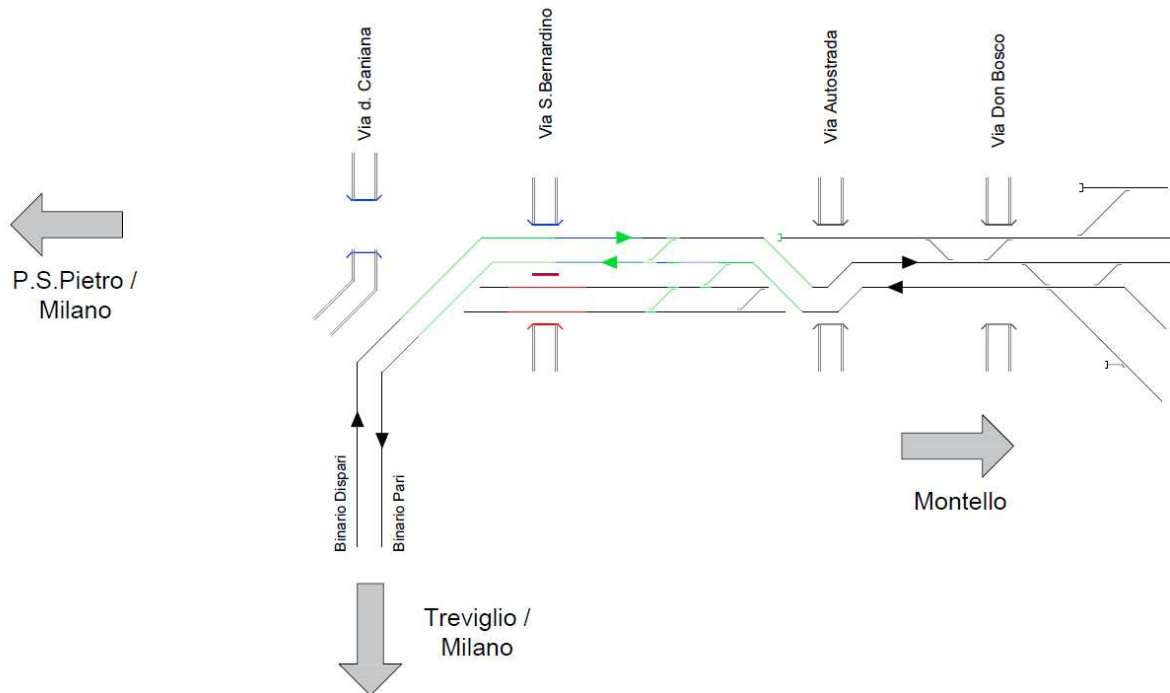 Via d. Caniana
Via S.Bernardino
Via Autostrada
Via Don Bosco
P.S.Pietro /
Milano
Binario Dispari
Binario Pari
Montello
Treviglio /
Milano